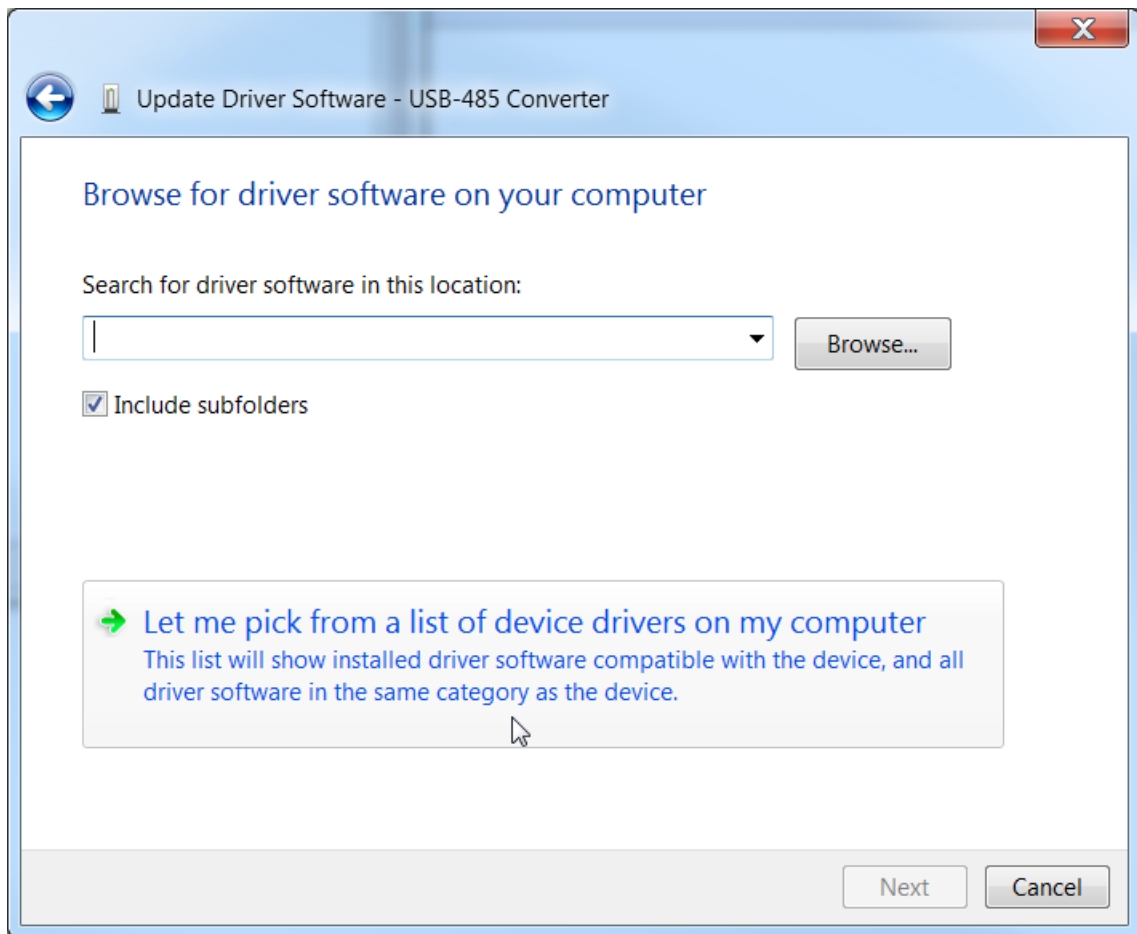 Update Driver Software - USB-485 Converter
Browse for driver software on your computer
Search for driver software in this location:
Browse...
Include subfolders
Let me pick from a list of device drivers on my computer
This list will show installed driver software compatible with the device, and all
driver software in the same category as the device.
Next
Cancel